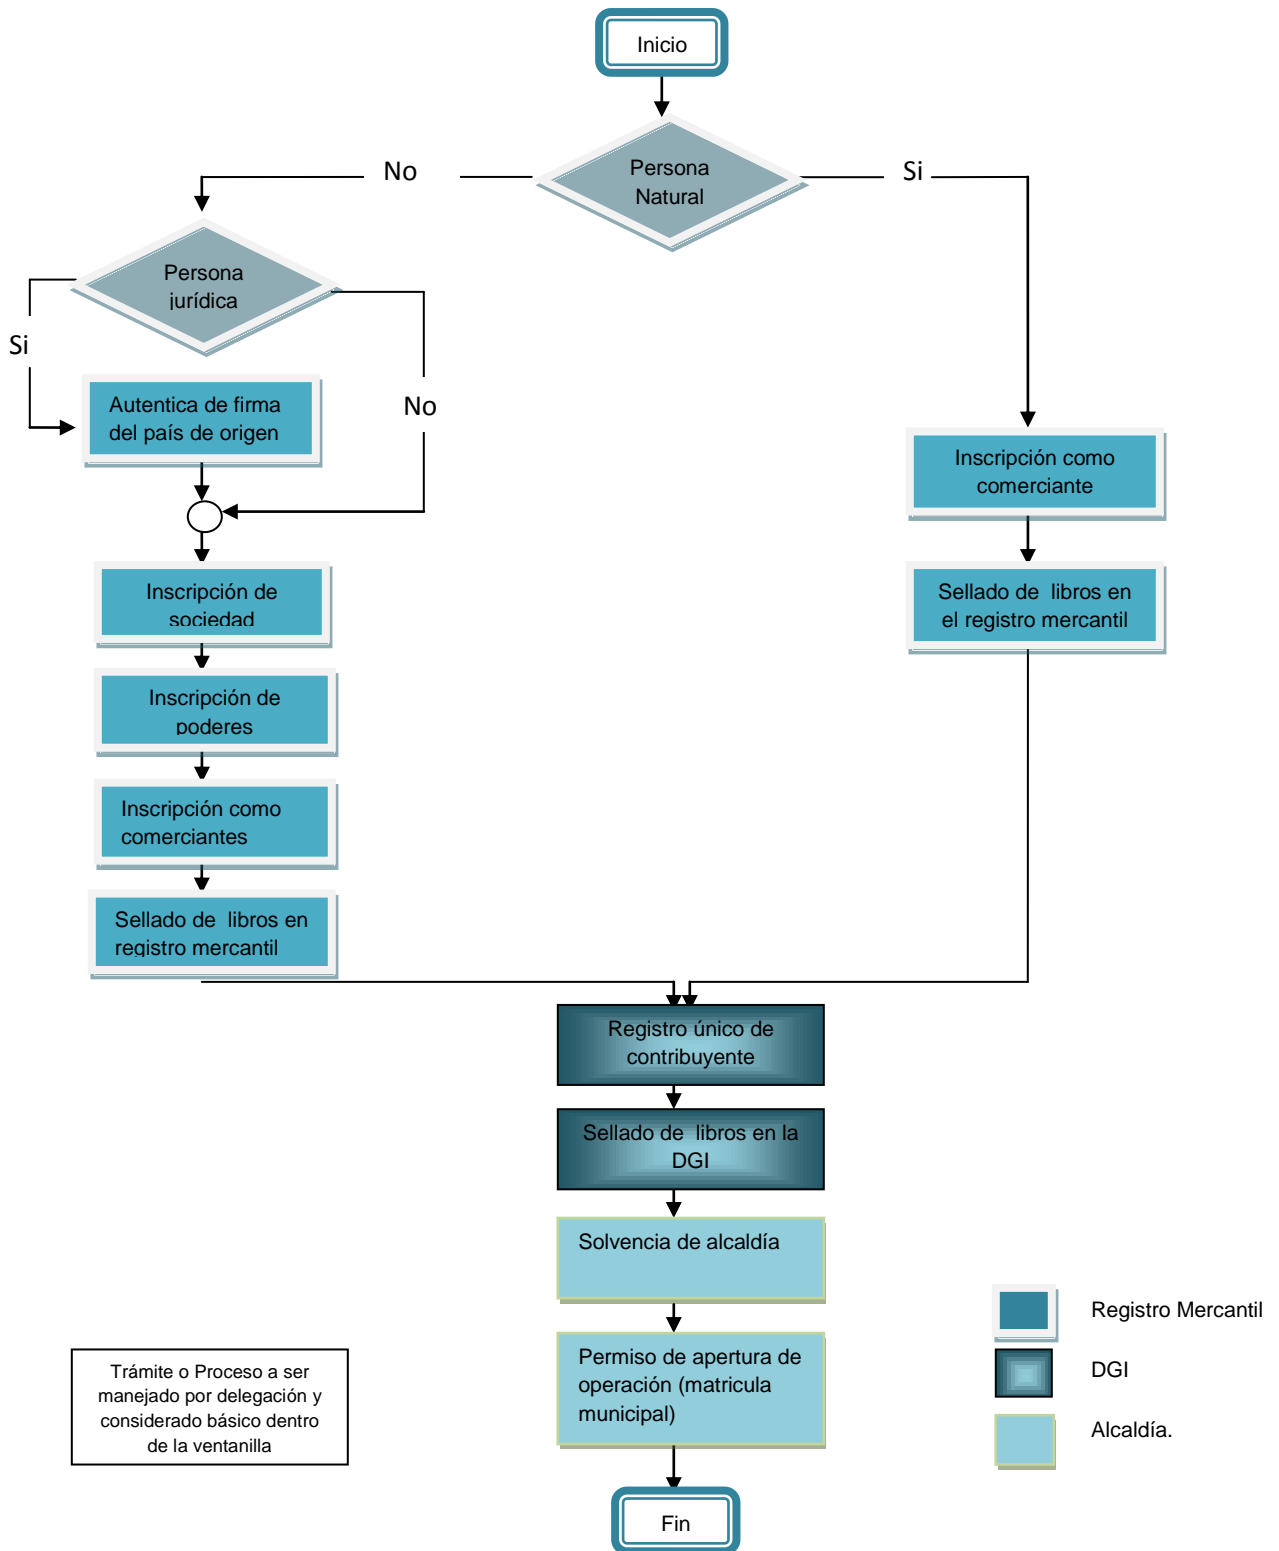 Inicio
Persona
Natural
No
Si
Persona
jurídica
Si
No
Autentica de firma
del país de origen
Inscripción como
comerciante
Inscripción de
sociedad
Sellado de libros en
el registro mercantil
Inscripción de
poderes
Inscripción como
comerciantes
Sellado de libros en
registro mercantil
Registro único de
contribuyente
Sellado de libros en la
DGI
Solvencia de alcaldía
Permiso de apertura de
operación (matricula
municipal)
Fin
Trámite o Proceso a ser
manejado por delegación y
considerado básico dentro
de la ventanilla
Registro Mercantil
DGI
Alcaldía.